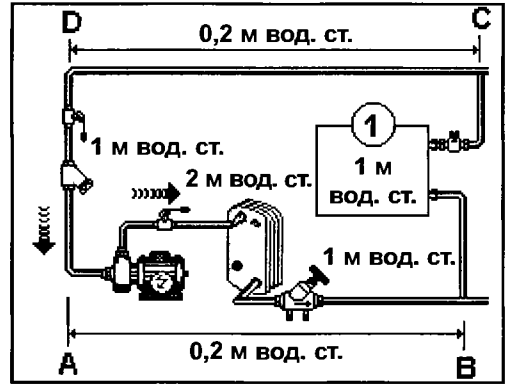 D
C
0,2 м вод. ст.
1
1 м вод. ст.
1 м
вод. ст.
2 м вод. ст.
1 м вод. ст.
0,2 м вод. ст.
A
B